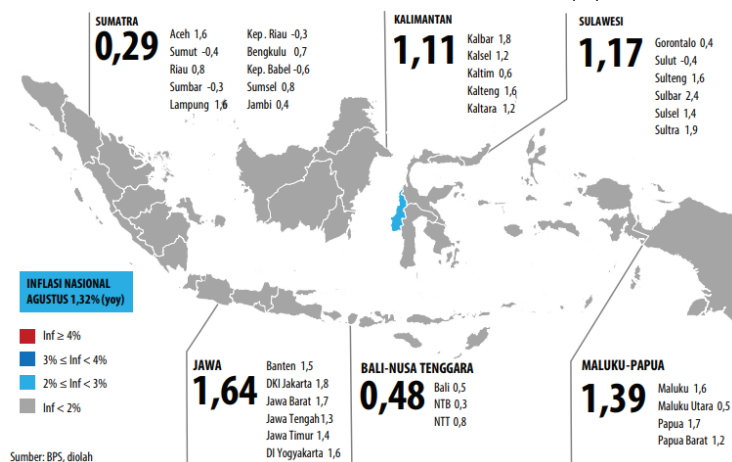 SUMATRA
0,29
Aceh 1,6
Sumut -0,4
Riau 0,8
Sumbar -0,3
Lampung 1,6
Kep. Riau -0,3
Bengkulu 0,7
Kep. Babel -0,6
Sumsel 0,8
Jambi 0,4
KALIMANTAN
1,11
Kalbar 1,8
Kalsel 1,2
Kaltim 0,6
Kalteng 1,6
Kaltara 1,2
SULAWESI
1,17
Gorontalo 0,4
Sulut -0,4
Sulteng 1,6
Sulbar 2,4
Sulsel 1,4
Sultra 1,9
INFLASI NASIONAL
AGUSTUS 1,32% (yoy)
Inf ≥ 4%
3% ≤ Inf < 4%
2% ≤ Inf < 3%
Inf < 2%
JAWA
1,64
Banten 1,5
DKI Jakarta 1,8
Jawa Barat 1,7
Jawa Tengah 1,3
Jawa Timur 1,4
DI Yogyakarta 1,6
BALI-NUSA TENGGARA
0,48
Bali 0,5
NTB 0,3
NTT 0,8
MALUKU-PAPUA
1,39
Maluku 1,6
Maluku Utara 0,5
Papua 1,7
Papua Barat 1,2
Sumber: BPS, diolah